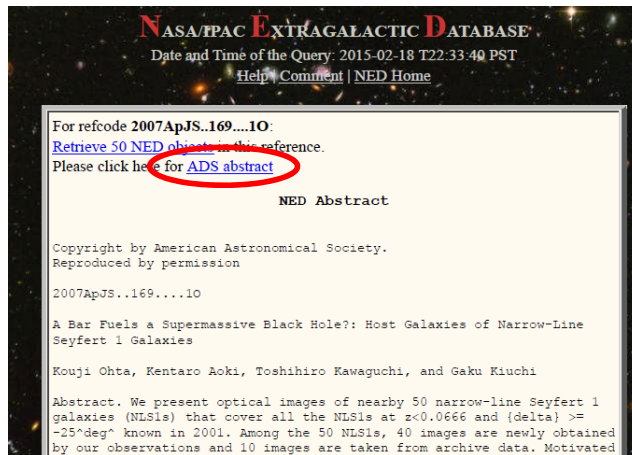 NASA/IPAC EXTRAGALACTIC DATABASE
Date and Time of the Query: 2015-02-18 T22:33:40 PST
Help | Comment | NED Home
For refcode 2007ApJS..169....1O:
Retrieve 50 NED objects in this reference.
Please click here for ADS abstract
NED Abstract
Copyright by American Astronomical Society.
Reproduced by permission
2007ApJS..169....1O
A Bar Fuels a Supermassive Black Hole?: Host Galaxies of Narrow-Line
Seyfert 1 Galaxies
Kouji Ohta, Kentaro Aoki, Toshihiro Kawaguchi, and Gaku Kiuchi
Abstract. We present optical images of nearby 50 narrow-line Seyfert 1
galaxies (NLS1s) that cover all the NLS1s at z<0.0666 and {delta} >=
-25^deg^ known in 2001. Among the 50 NLS1s, 40 images are newly obtained
by our observations and 10 images are taken from archive data. Motivated